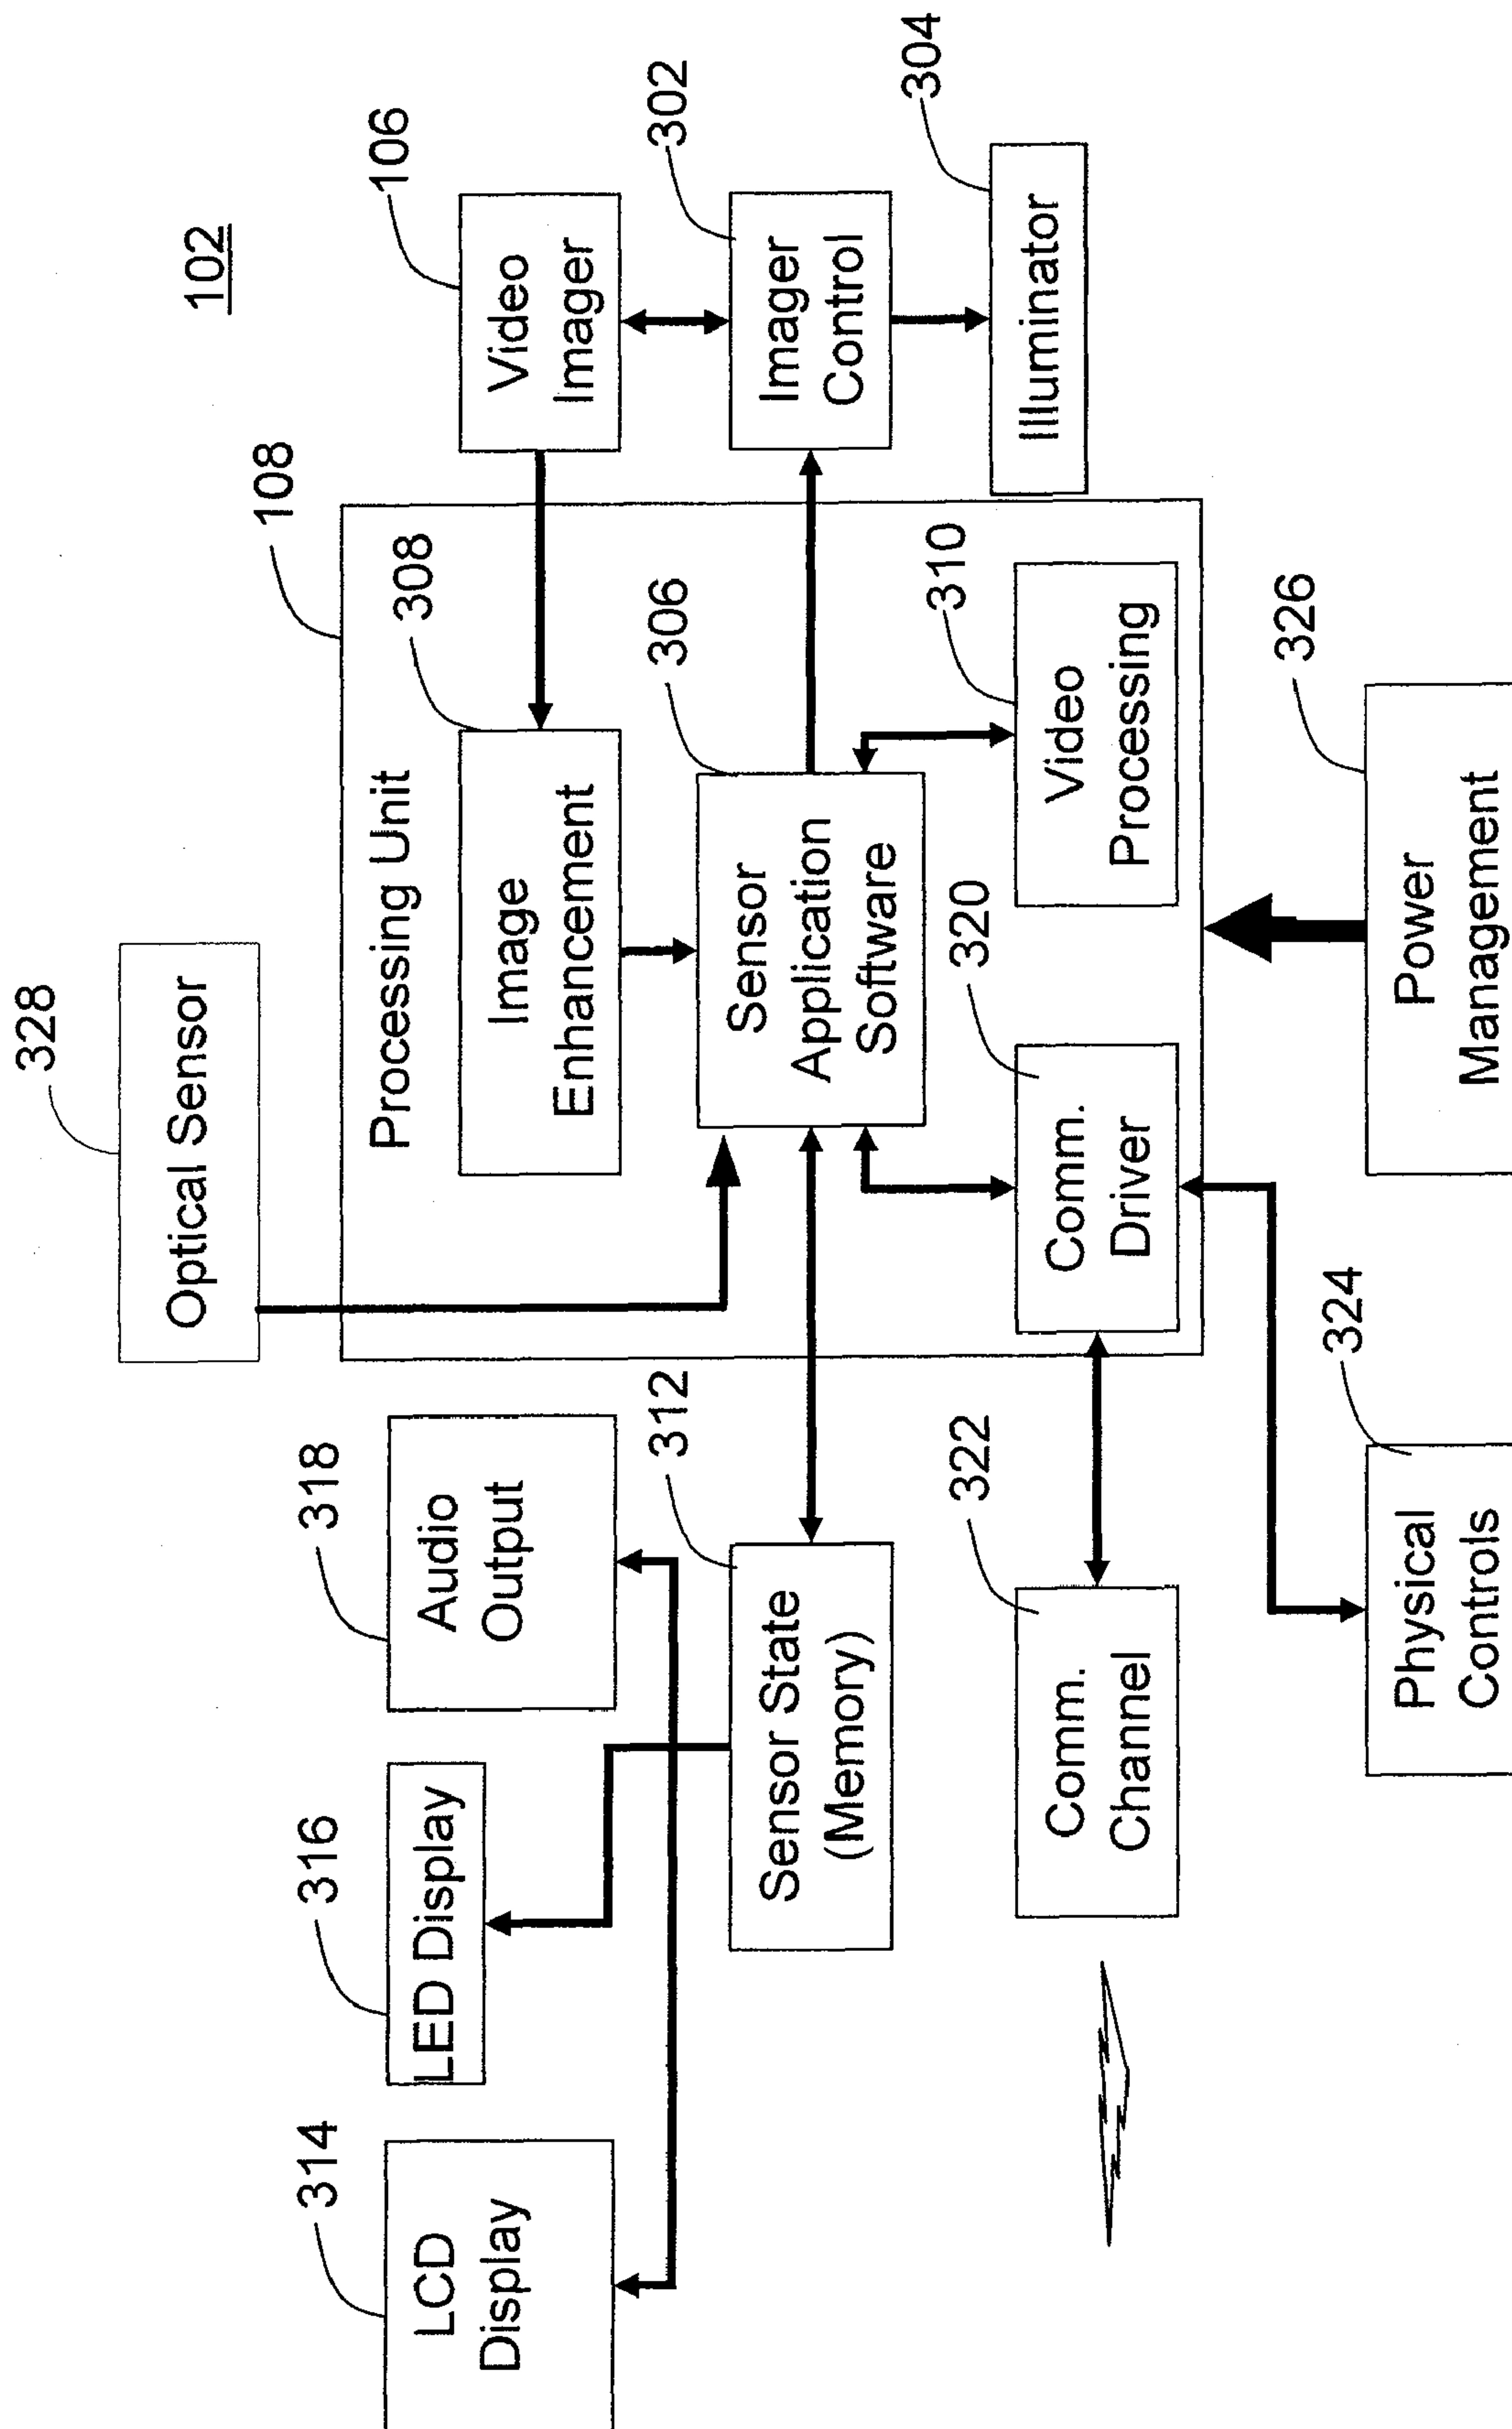 102
328
Optical Sensor
108
Processing Unit
314
LCD
Display
316
LED Display
318
Audio
Output
308
Image
Enhancement
106
Video
Imager
312
Sensor State
(Memory)
306
Sensor
Application
Software
302
Imager
Control
322
Comm.
Channel
320
Comm.
Driver
310
Video
Processing
304
Illuminator
324
Physical
Controls
326
Power
Management